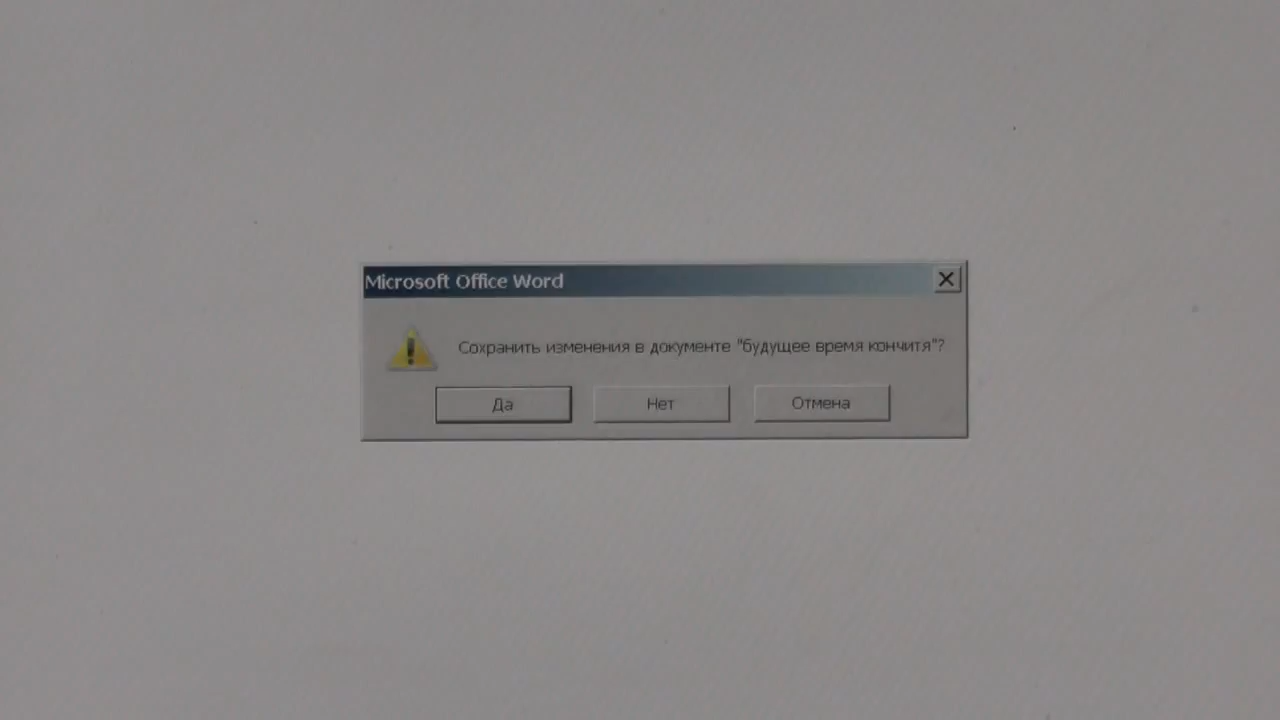 Microsoft Office Word
Сохранить изменения в документе "будущее время кончитя"?
Да
Нет
Отмена